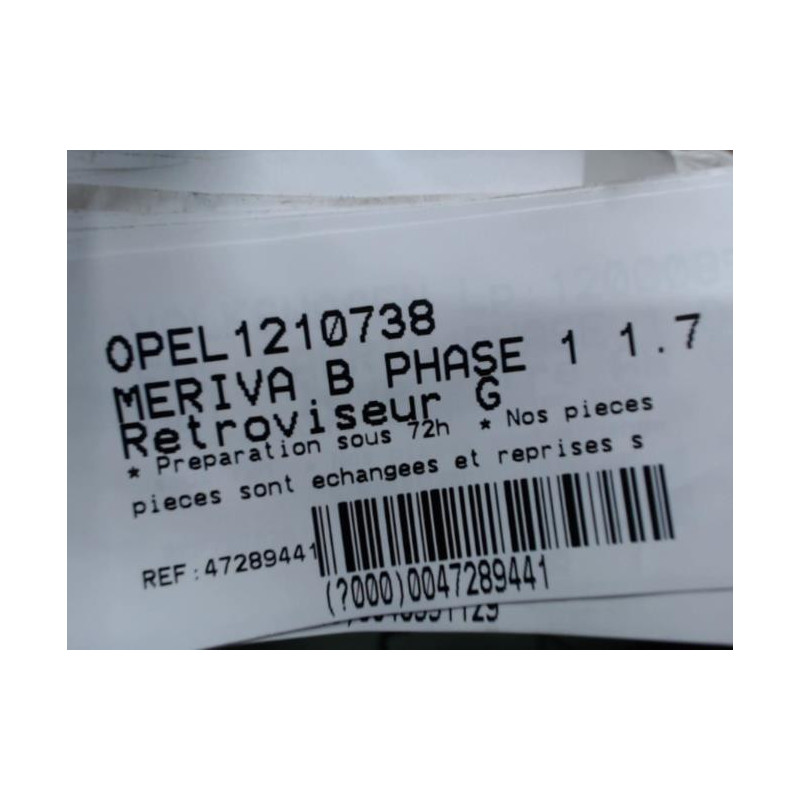 OPEL1210738
MERIVA B PHASE 1 1.7
Retroviseur G
* Preparation sous 72h * Nos pieces
pieces sont echangees et reprises s
REF:47289441
(?000)0047289441